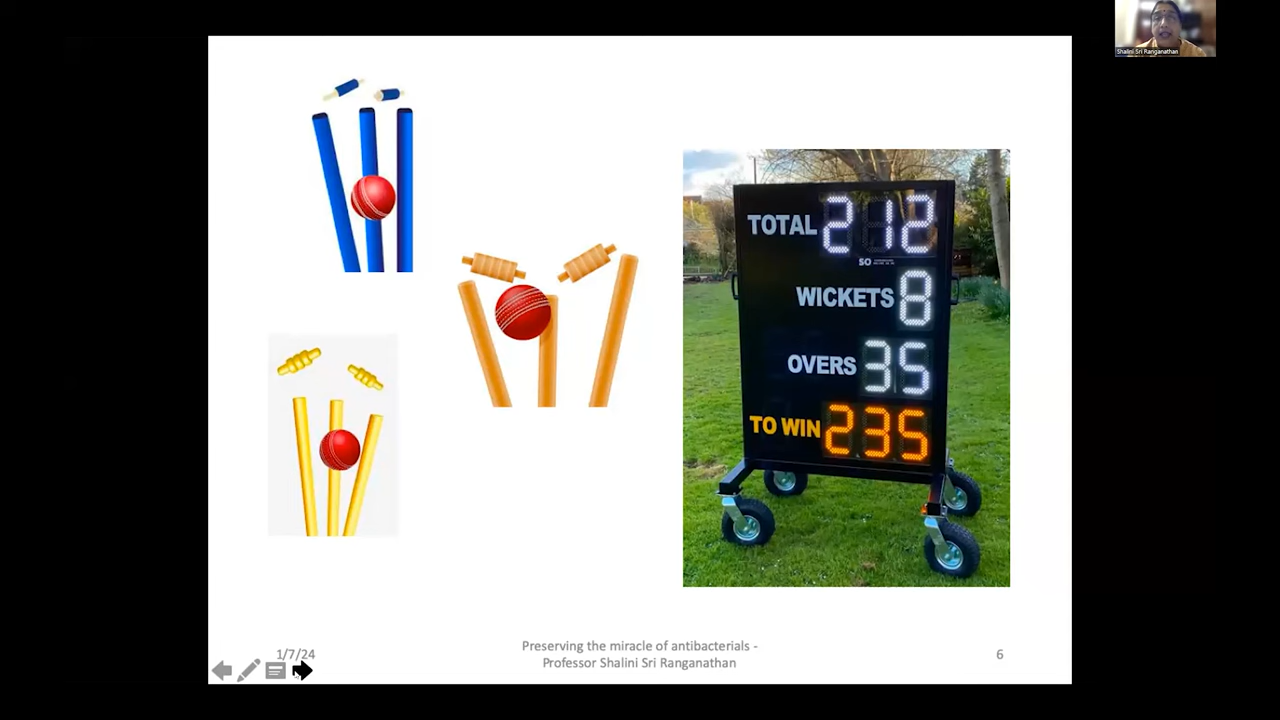 Shalini Sri Ranganathan
TOTAL 212
SO
WICKETS 8
OVERS 35
TO WIN 235
1/7/24
Preserving the miracle of antibacterials -
Professor Shalini Sri Ranganathan
6